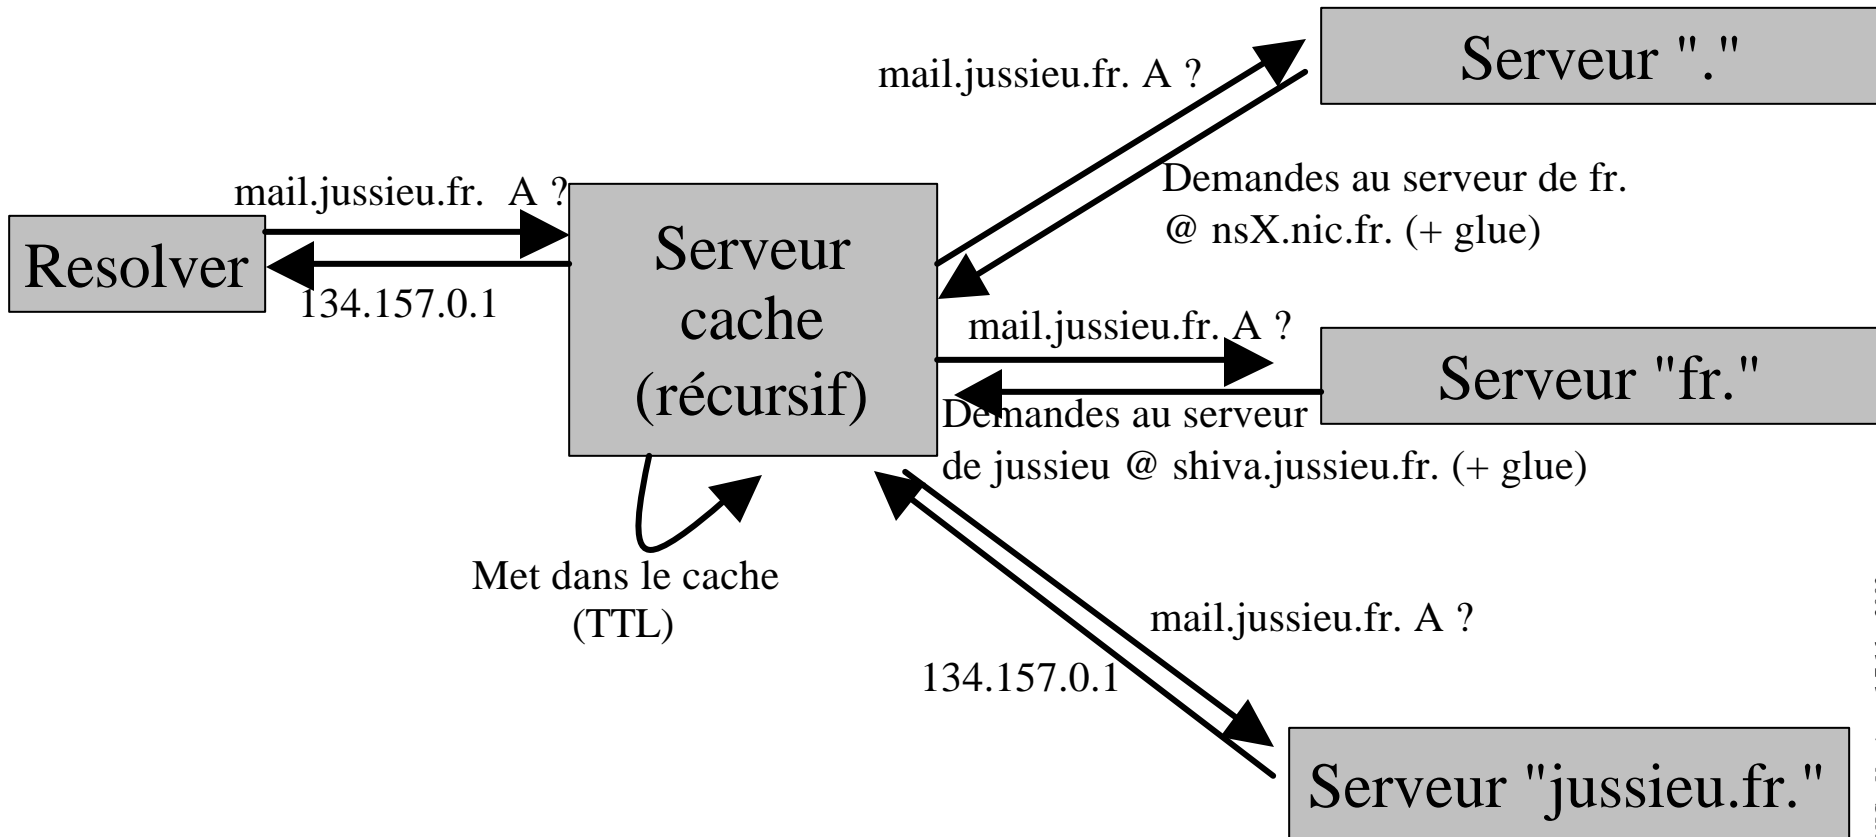 mail.jussieu.fr. A ?
Serveur "."
mail.jussieu.fr. A ?
Demandes au serveur de fr.
@ nsX.nic.fr. (+ glue)
Resolver
134.157.0.1
Serveur
cache
(récursif)
mail.jussieu.fr. A ?
Serveur "fr."
Demandes au serveur
de jussieu @ shiva.jussieu.fr. (+ glue)
Met dans le cache
(TTL)
mail.jussieu.fr. A ?
134.157.0.1
Serveur "jussieu.fr."